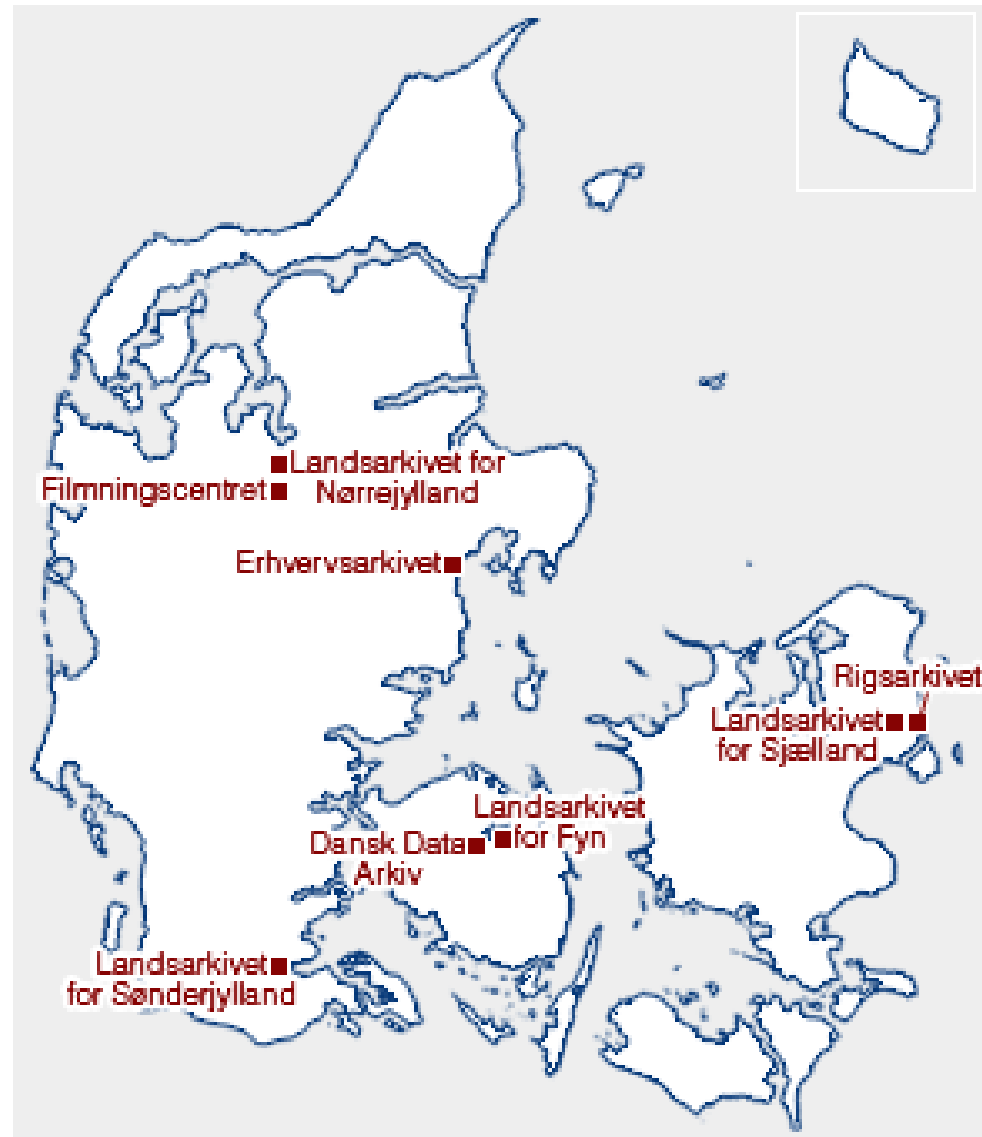 Landsarkivet for
Nørrejylland
Filmningscentret
Erhvervsarkivet
Rigsarkivet
Landsarkivet
for Sjælland
Landsarkivet
for Fyn
Dansk Data
Arkiv
Landsarkivet
for Sønderjylland